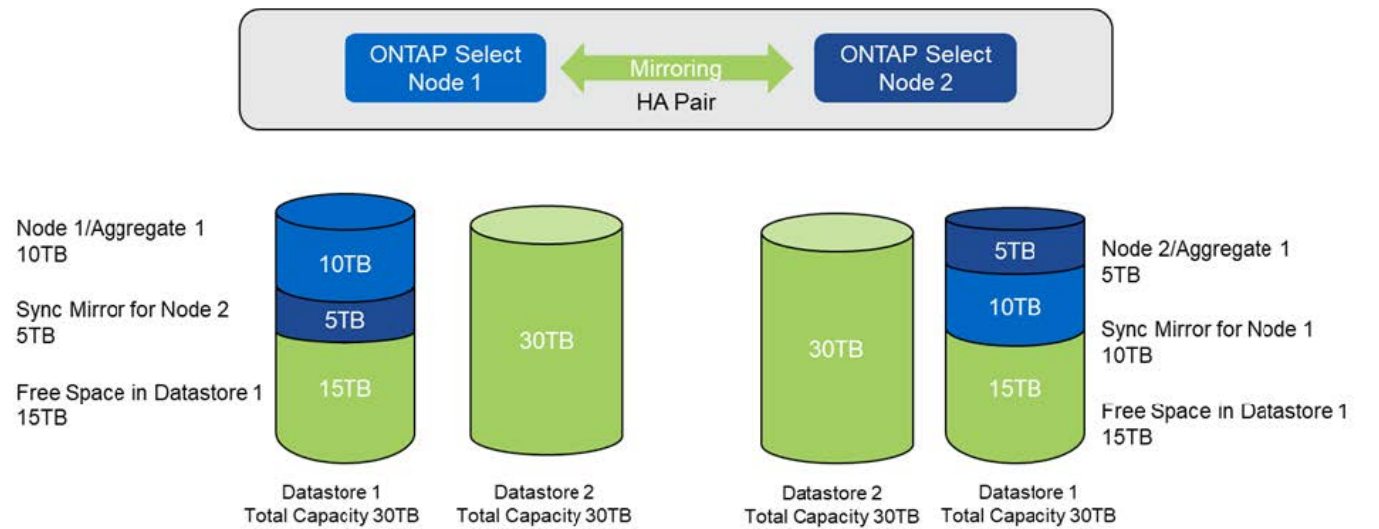 ONTAP Select
Node 1
Mirroring
HA Pair
ONTAP Select
Node 2
Node 1/Aggregate 1
10TB
Sync Mirror for Node 2
5TB
Free Space in Datastore 1
15TB
10TB
5TB
15TB
30TB
30TB
5TB
10TB
15TB
Node 2/Aggregate 1
5TB
Sync Mirror for Node 1
10TB
Free Space in Datastore 1
15TB
Datastore 1
Total Capacity 30TB
Datastore 2
Total Capacity 30TB
Datastore 2
Total Capacity 30TB
Datastore 1
Total Capacity 30TB